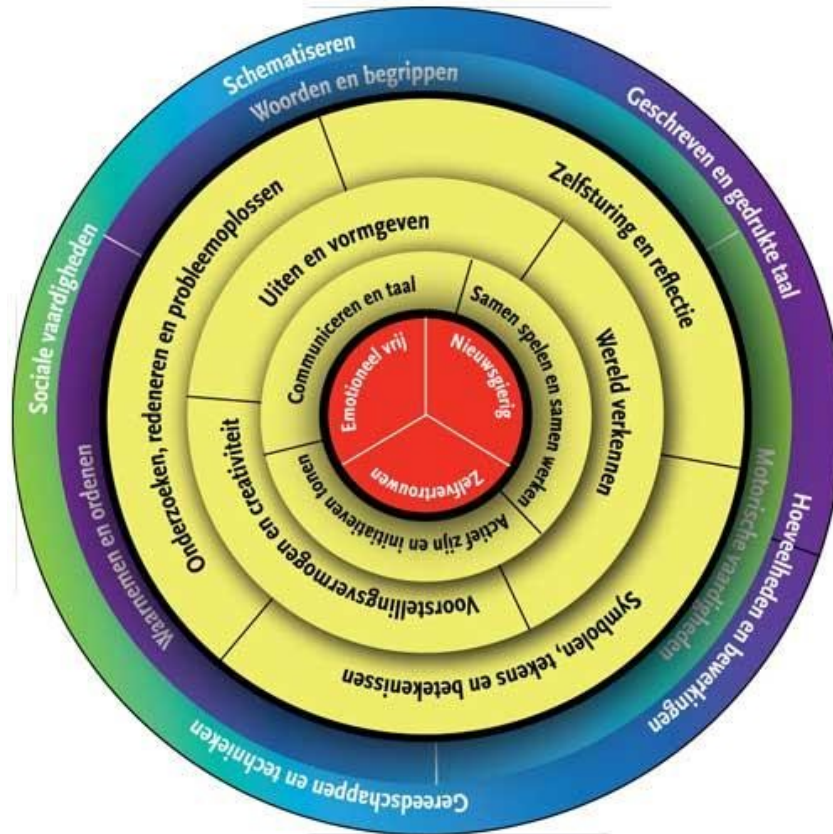 Schematiseren
Geschreven en gedrukte taal
Hoeveelheden en bewerkingen
Gereedschappen en technieken
Sociale vaardigheden
Woorden en begrippen
Motorische vaardigheden
Waarnemen en ordenen
Onderzoeken, redeneren en probleemoplossen
Zelfsturing en reflectie
Symbolen, tekens en betekenissen
Uiten en vormgeven
Wereld verkennen
Voorstellingsvermogen en creativiteit
Communiceren en taal
Samen spelen en samen werken
Actief zijn en initiatieven tonen
Emotioneel vrij
Nieuwsgierig
Zelfvertrouwen